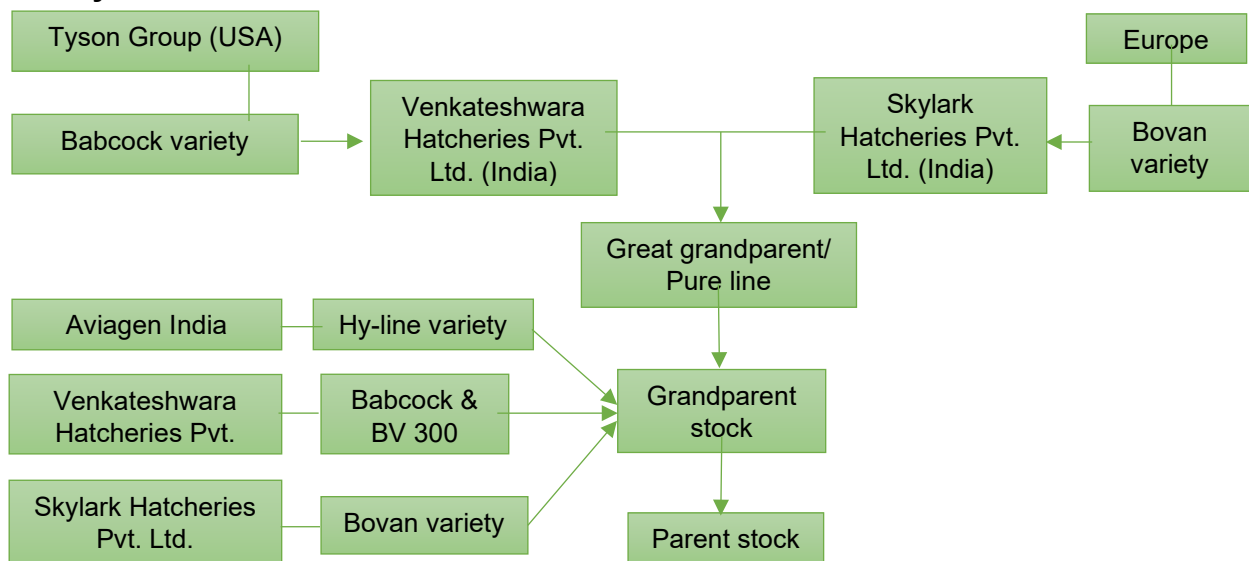 Tyson Group (USA)
Europe
Babcock variety
Venkateshwara
Hatcheries Pvt.
Ltd. (India)
Skylark
Hatcheries Pvt.
Ltd. (India)
Bovan
variety
Great grandparent/
Pure line
Aviagen India
Hy-line variety
Venkateshwara
Hatcheries Pvt.
Babcock &
BV 300
Grandparent
stock
Skylark Hatcheries
Pvt. Ltd.
Bovan variety
Parent stock